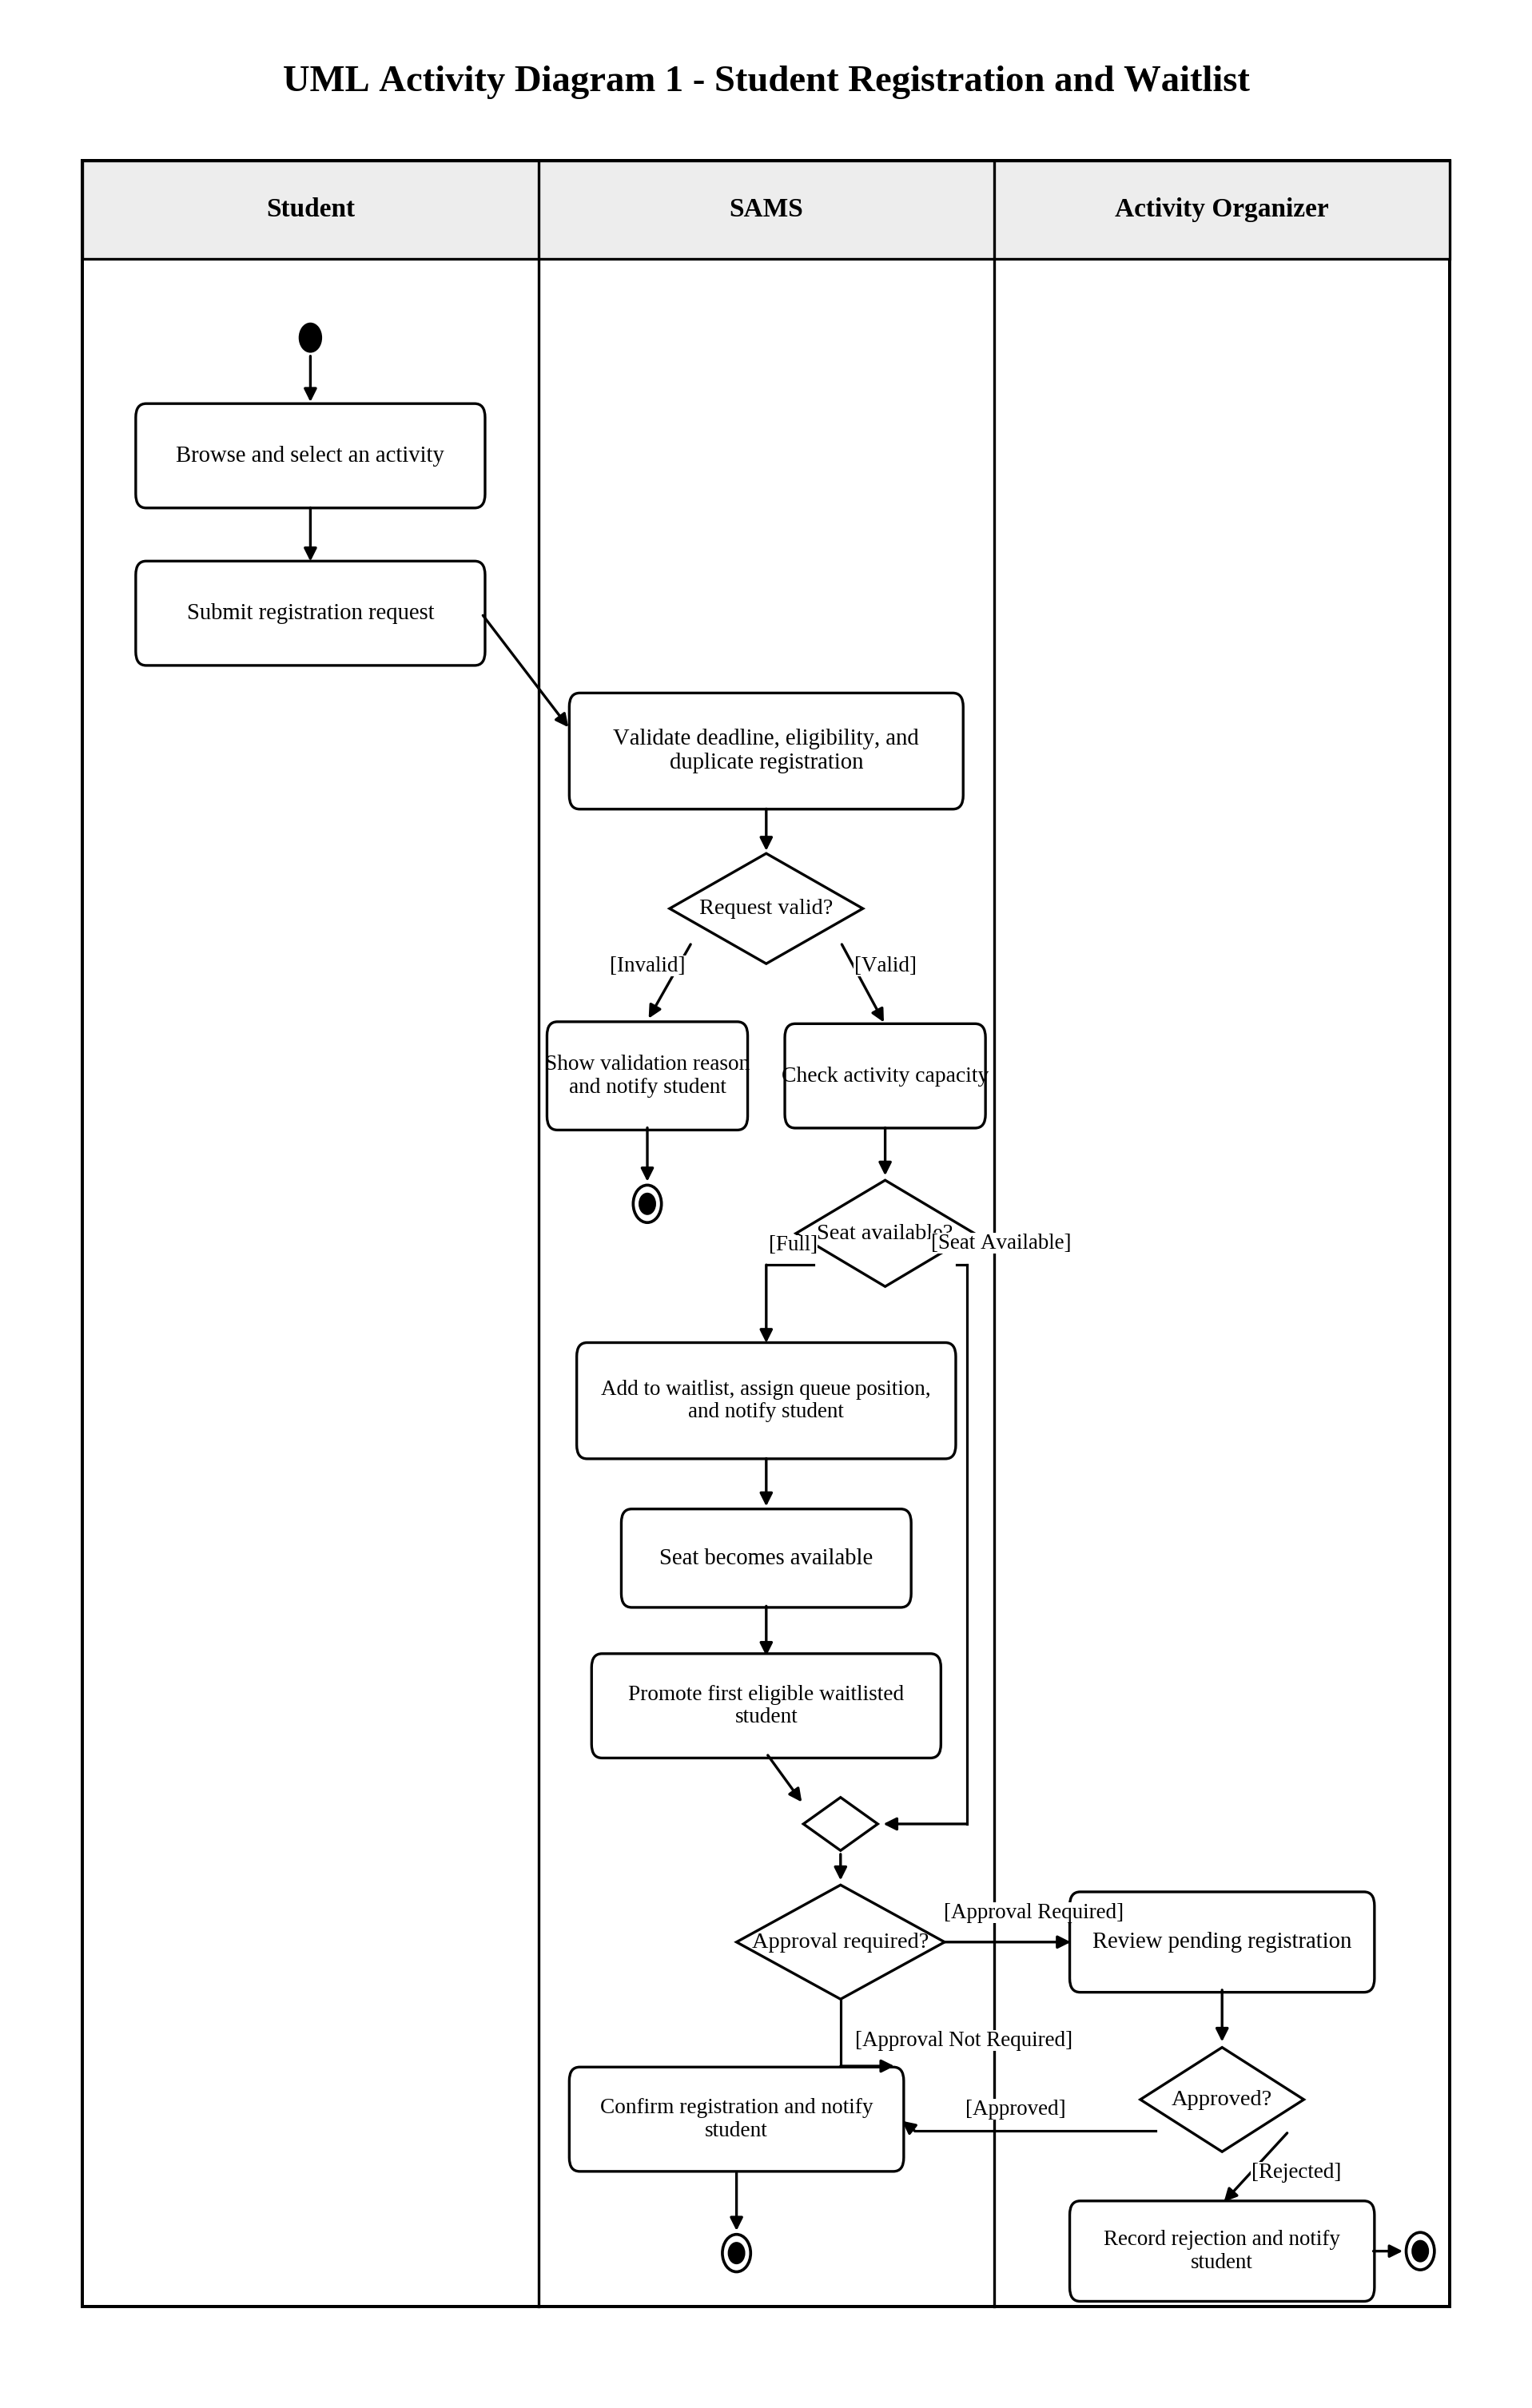 UML Activity Diagram 1 - Student Registration and Waitlist
Student
SAMS
Activity Organizer
Browse and select an activity
Submit registration request
Validate deadline, eligibility, and
duplicate registration
Request valid?
[Invalid]
[Valid]
Show validation reason
and notify student
Check activity capacity
Seat available?
[Full]
[Seat Available]
Add to waitlist, assign queue position,
and notify student
Seat becomes available
Promote first eligible waitlisted
student
Approval required?
[Approval Required]
Review pending registration
[Approval Not Required]
Approved?
[Approved]
Confirm registration and notify
student
[Rejected]
Record rejection and notify
student